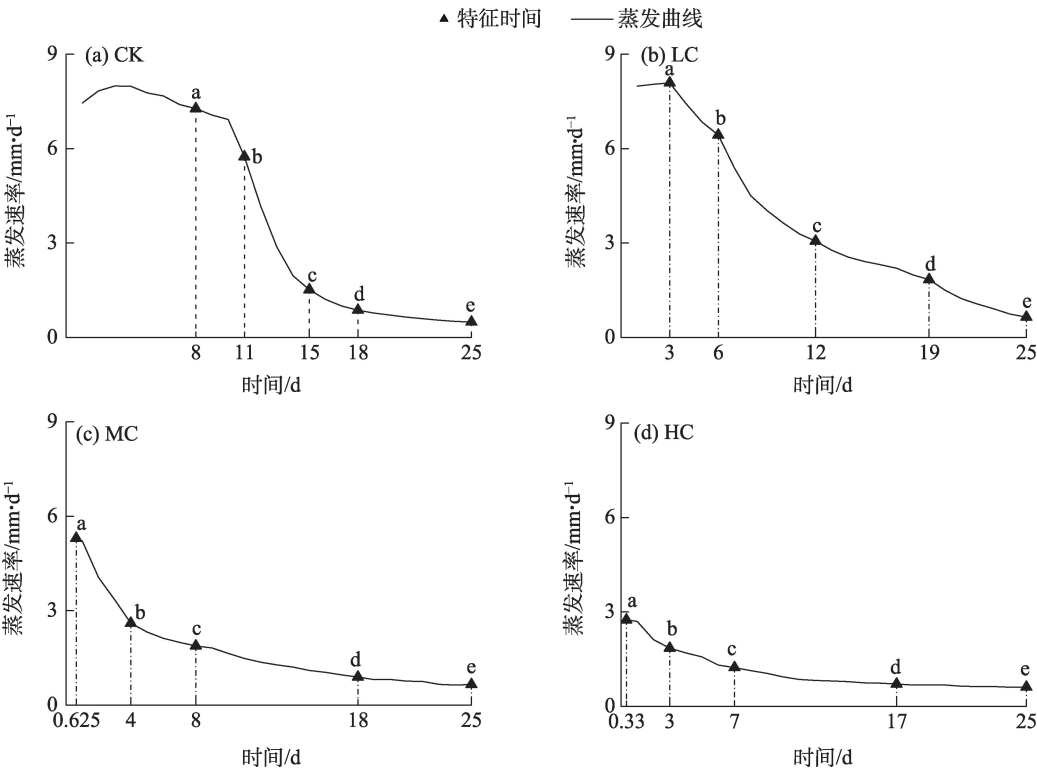 ▲ 特征时间 — 蒸发曲线
(a) CK
蒸发速率/mm·d⁻¹
9
6
3
0
a
b
c
d
e
8 11 15 18 25
时间/d
(b) LC
蒸发速率/mm·d⁻¹
9
6
3
0
a
b
c
d
e
3 6 12 19 25
时间/d
(c) MC
蒸发速率/mm·d⁻¹
9
6
3
0
a
b
c
d
e
0.625 4 8 18 25
时间/d
(d) HC
蒸发速率/mm·d⁻¹
9
6
3
0
a
b
c
d
e
0.33 3 7 17 25
时间/d